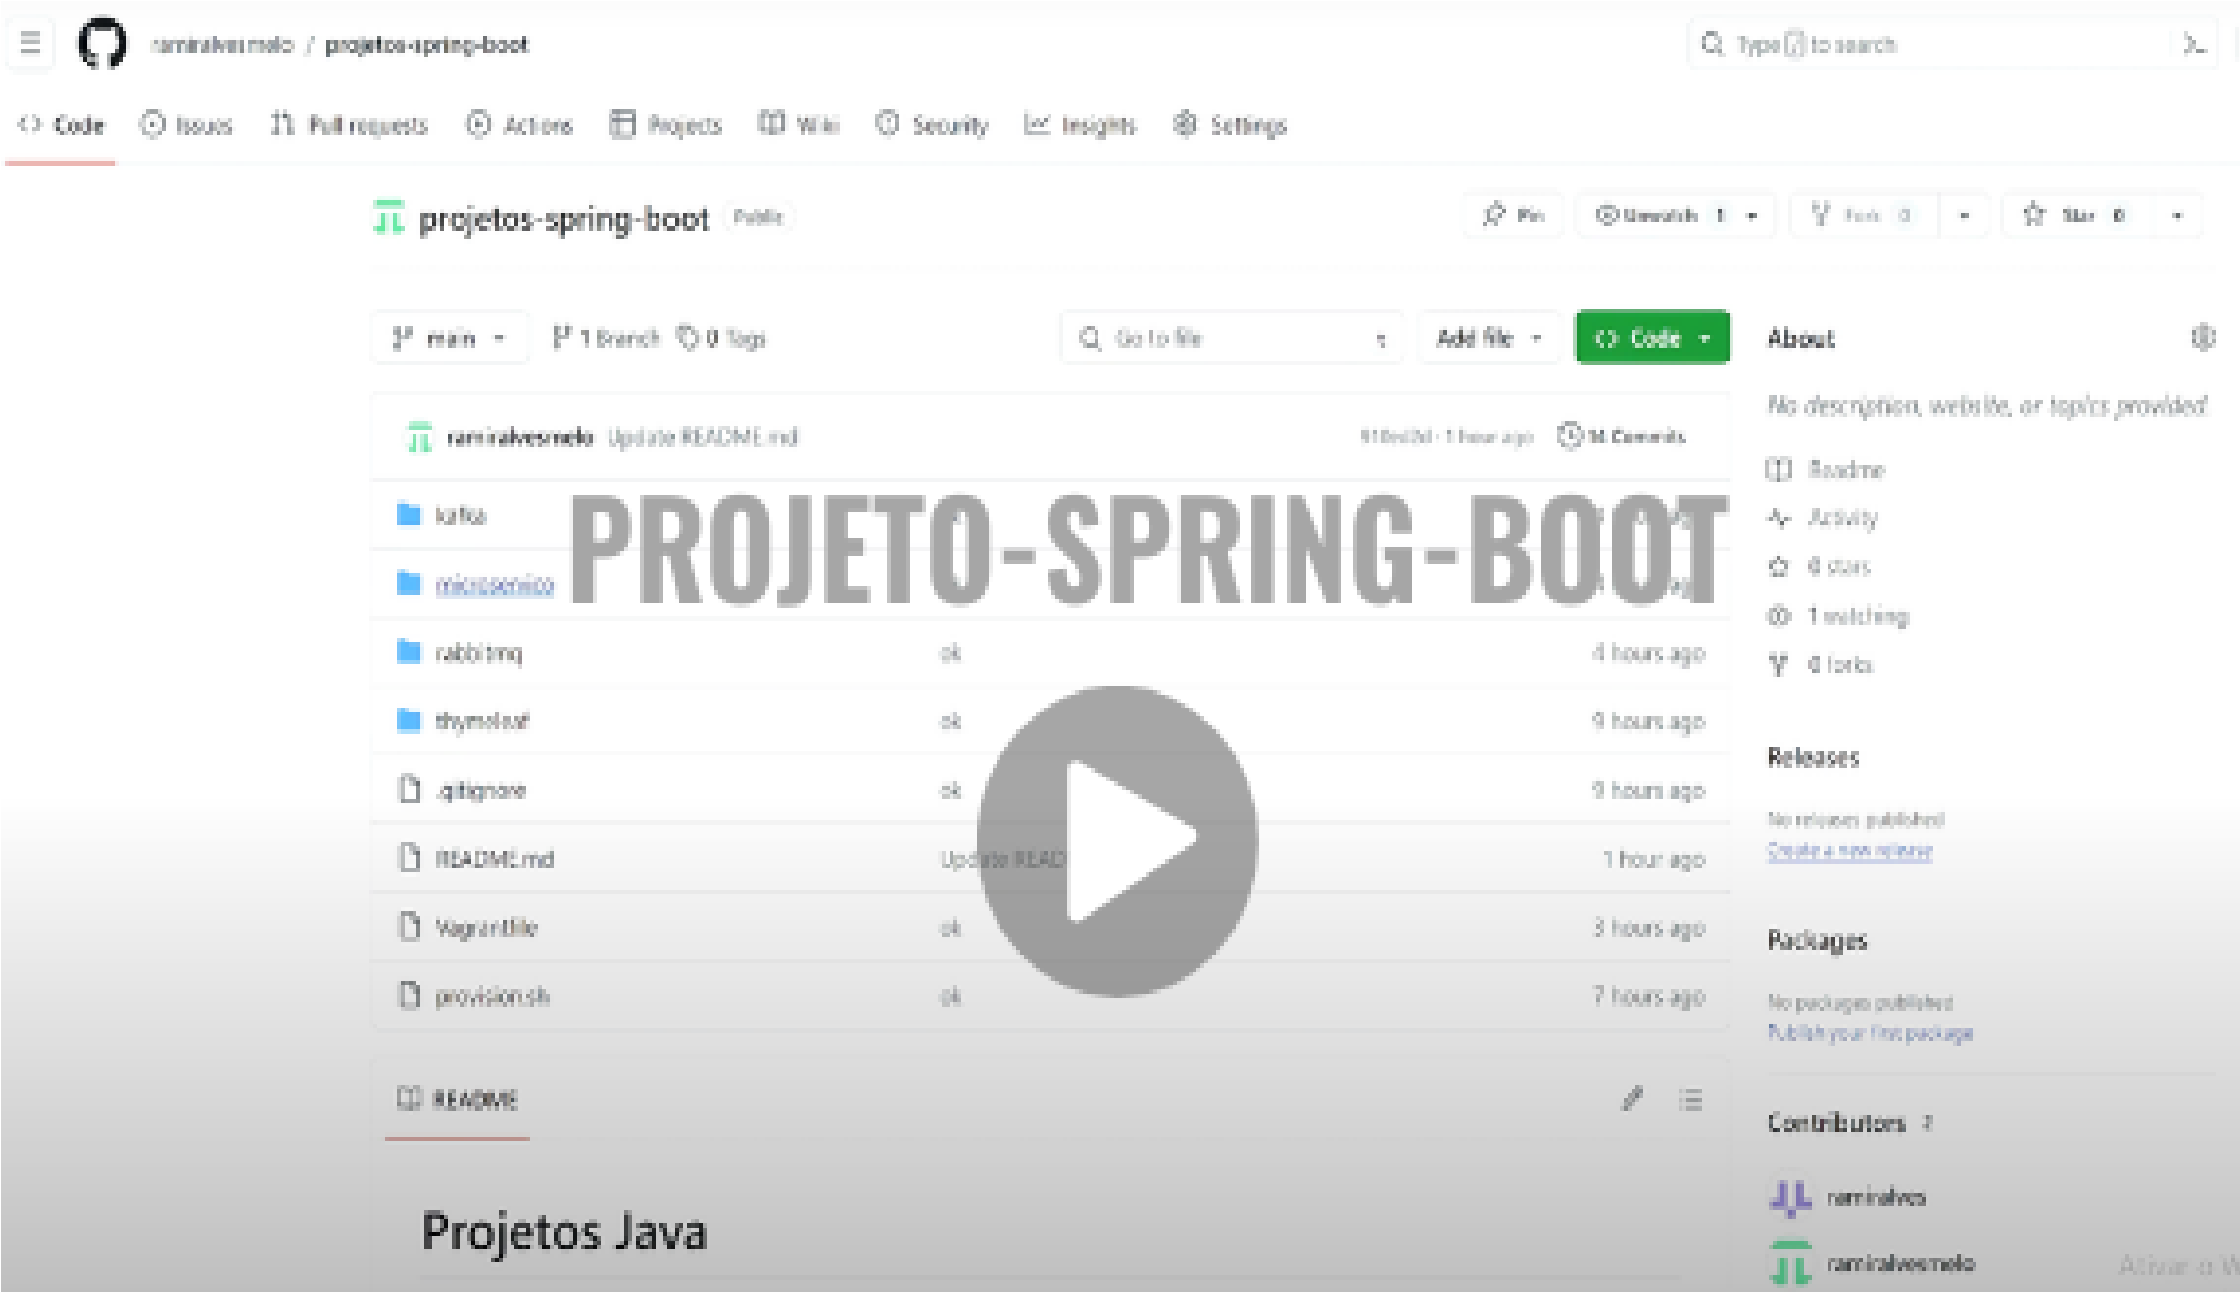 ramiralvesmelo / projetos-spring-boot
Type / to search
Code Issues Pull requests Actions Projects Wiki Security Insights Settings
projetos-spring-boot Public
Pin Unwatch 1 Fork 0 Star 0
main 1 Branch 0 Tags Go to file Add file Code
ramiralvesmelo Update README.md 1 hour ago Commits
kafka
PROJETO-SPRING-BOOT
microservico
rabbitmq ok 4 hours ago
thymeleaf ok 9 hours ago
.gitignore ok 9 hours ago
README.md Update 1 hour ago
Vagrantfile ok 3 hours ago
provision.sh ok 7 hours ago
README
Projetos Java
About
No description, website, or topics provided.
Readme
Activity
0 stars
1 watching
0 forks
Releases
No releases published
Create a new release
Packages
No packages published
Publish your first package
Contributors 2
ramiralves
ramiralvesmelo
Ativar o W